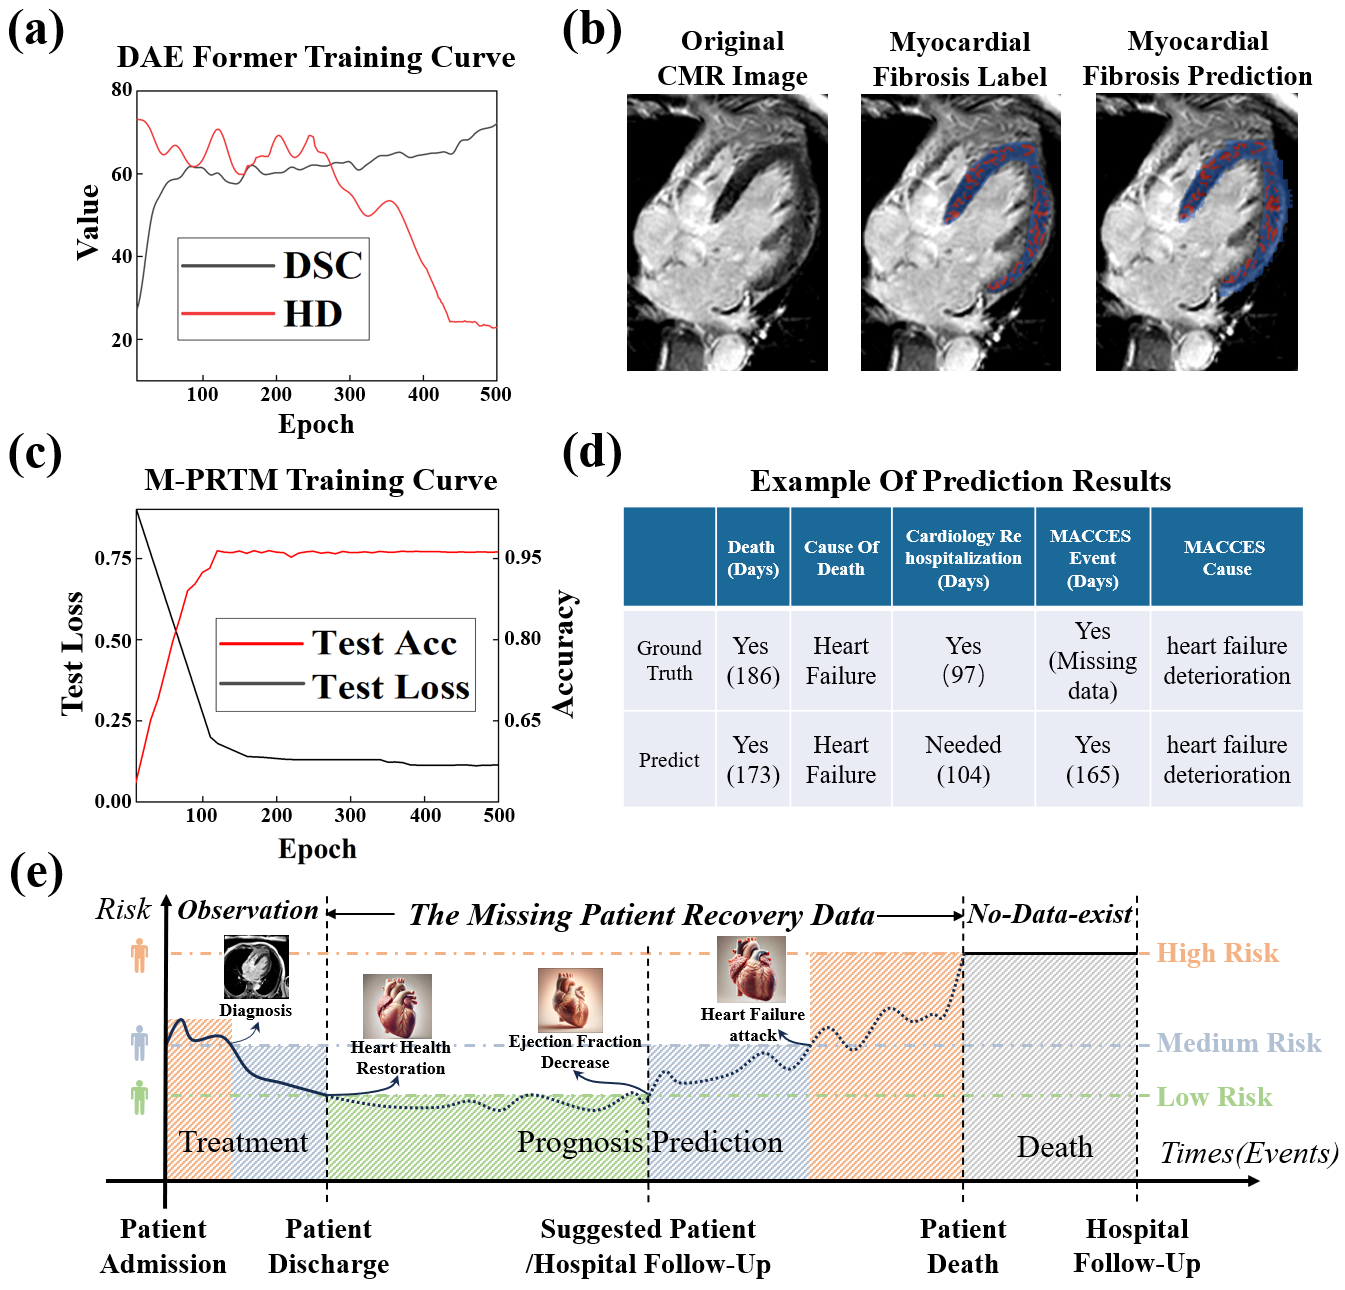 (a)
DAE Former Training Curve
80
60
40
20
Value
DSC
HD
100 200 300 400 500
Epoch
(b)
Original
CMR Image
Myocardial
Fibrosis Label
Myocardial
Fibrosis Prediction
(c)
M-PRTM Training Curve
0.75
0.50
0.25
0.00
Test Loss
0.95
0.80
0.65
Accuracy
Test Acc
Test Loss
100 200 300 400 500
Epoch
(d)
Example Of Prediction Results
Death
(Days)
Cause Of
Death
Cardiology Re
hospitalization
(Days)
MACCES
Event
(Days)
MACCES
Cause
Ground
Truth
Yes
(186)
Heart
Failure
Yes
(97)
Yes
(Missing
data)
heart failure
deterioration
Predict
Yes
(173)
Heart
Failure
Needed
(104)
Yes
(165)
heart failure
deterioration
(e)
Risk
Observation
The Missing Patient Recovery Data
No-Data-exist
High Risk
Medium Risk
Low Risk
Diagnosis
Heart Health
Restoration
Ejection Fraction
Decrease
Heart Failure
attack
Treatment
Prognosis Prediction
Death
Times(Events)
Patient
Admission
Patient
Discharge
Suggested Patient
/Hospital Follow-Up
Patient
Death
Hospital
Follow-Up